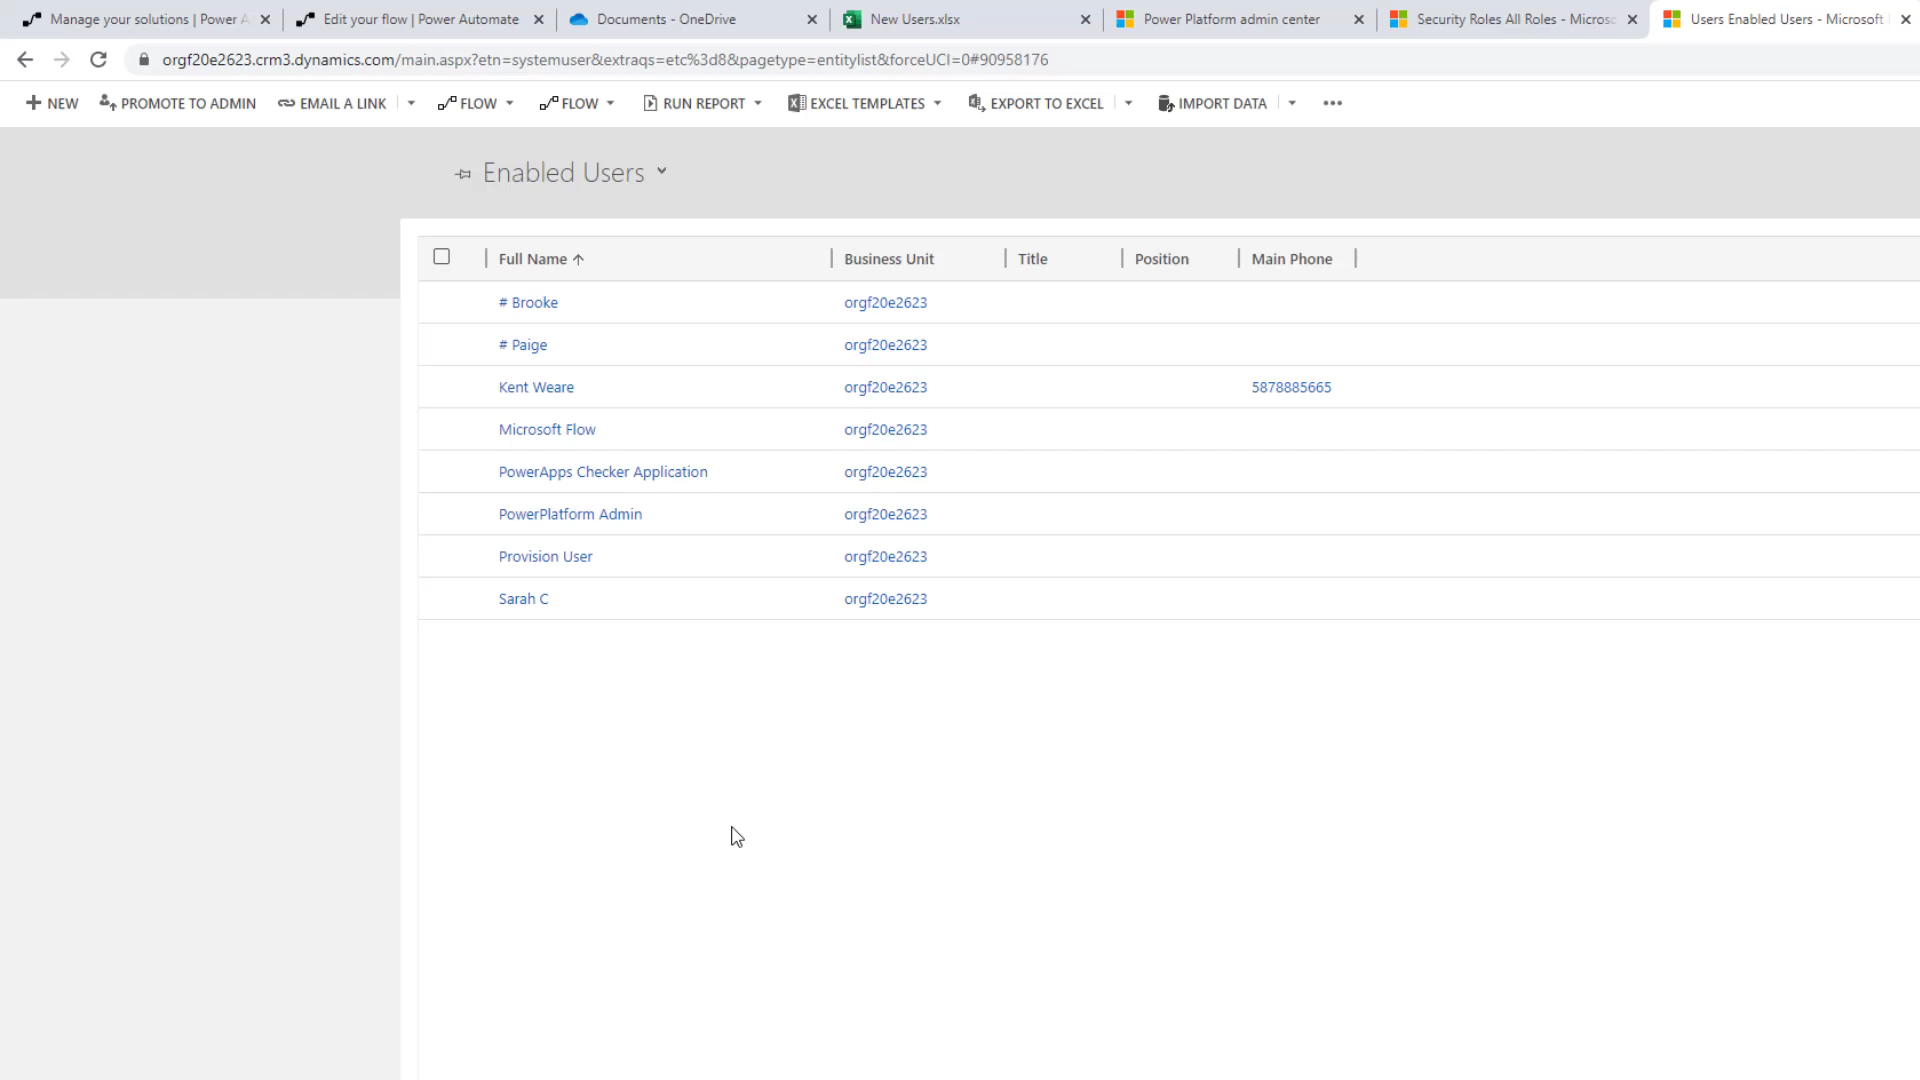 Manage your solutions | Power A
Edit your flow | Power Automate
Documents - OneDrive
New Users.xlsx
Power Platform admin center
Security Roles All Roles - Microso
Users Enabled Users - Microsoft
orgf20e2623.crm3.dynamics.com/main.aspx?etn=systemuser&extraqs=etc%3d8&pagetype=entitylist&forceUCI=0#90958176
NEW PROMOTE TO ADMIN EMAIL A LINK FLOW FLOW RUN REPORT EXCEL TEMPLATES EXPORT TO EXCEL IMPORT DATA
Enabled Users
Full Name Business Unit Title Position Main Phone
# Brooke orgf20e2623
# Paige orgf20e2623
Kent Weare orgf20e2623 5878885665
Microsoft Flow orgf20e2623
PowerApps Checker Application orgf20e2623
PowerPlatform Admin orgf20e2623
Provision User orgf20e2623
Sarah C orgf20e2623